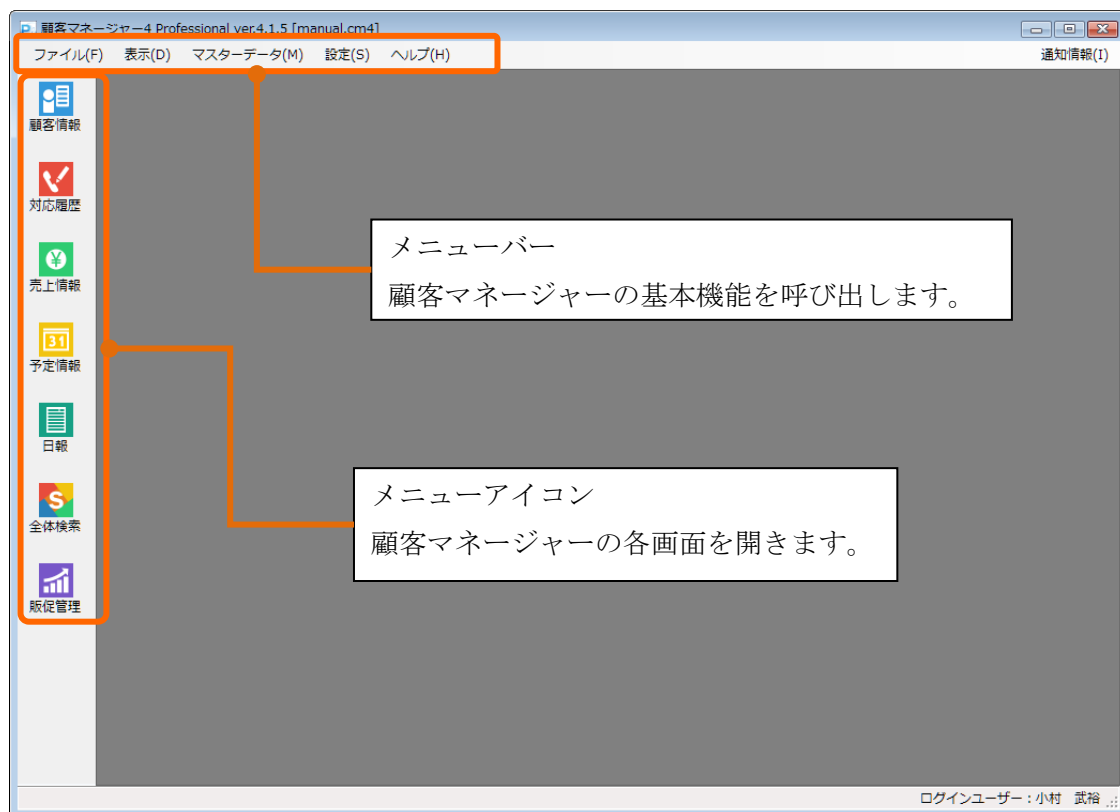 顧客マネージャー4 Professional ver.4.1.5 [manual.cm4]
ファイル(F) 表示(D) マスターデータ(M) 設定(S) ヘルプ(H) 通知情報(I)
顧客情報
対応履歴
売上情報
31
予定情報
日報
S
全体検索
販促管理
メニューバー
顧客マネージャーの基本機能を呼び出します。
メニューアイコン
顧客マネージャーの各画面を開きます。
ログインユーザー：小村 武裕